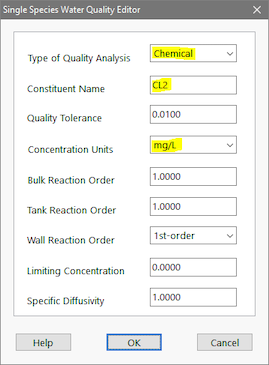 Single Species Water Quality Editor
Type of Quality Analysis Chemical
Constituent Name CL2
Quality Tolerance 0.0100
Concentration Units mg/L
Bulk Reaction Order 1.0000
Tank Reaction Order 1.0000
Wall Reaction Order 1st-order
Limiting Concentration 0.0000
Specific Diffusivity 1.0000
Help OK Cancel